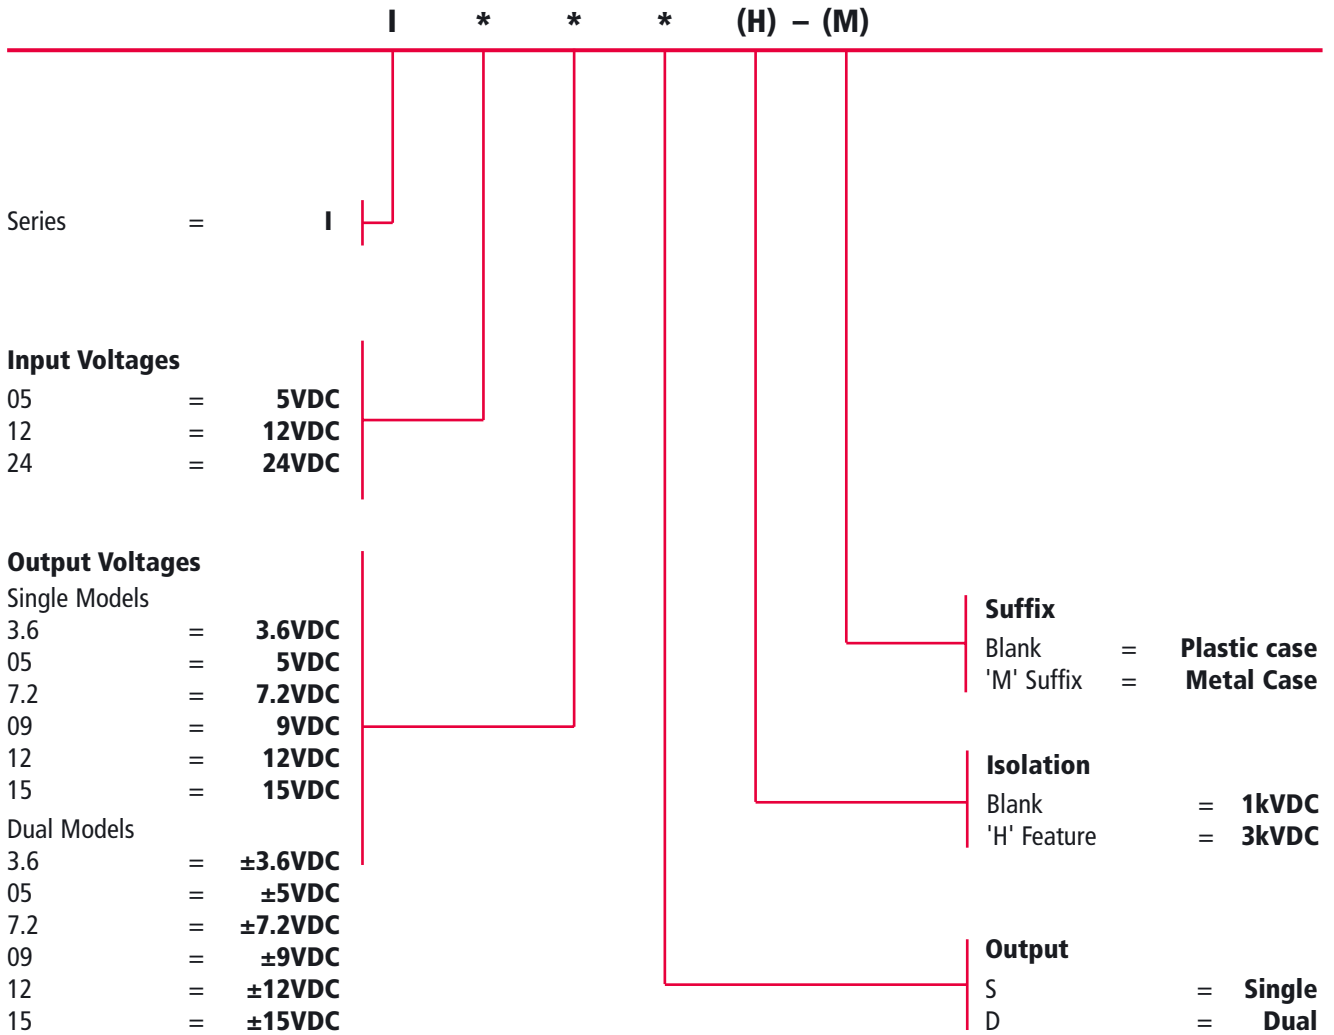 I * * * (H) – (M)
Series = I
Input Voltages
05 = 5VDC
12 = 12VDC
24 = 24VDC
Output Voltages
Single Models
3.6 = 3.6VDC
05 = 5VDC
7.2 = 7.2VDC
09 = 9VDC
12 = 12VDC
15 = 15VDC
Dual Models
3.6 = ±3.6VDC
05 = ±5VDC
7.2 = ±7.2VDC
09 = ±9VDC
12 = ±12VDC
15 = ±15VDC
Suffix
Blank = Plastic case
'M' Suffix = Metal Case
Isolation
Blank = 1kVDC
'H' Feature = 3kVDC
Output
S = Single
D = Dual